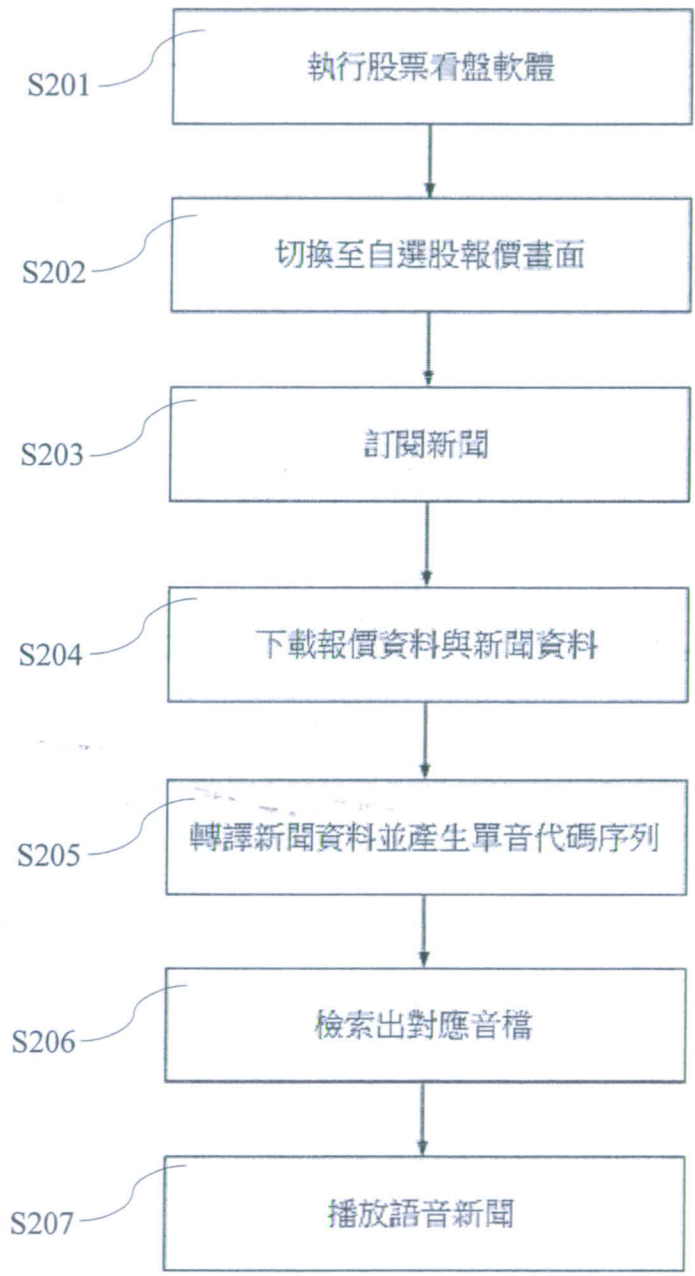 S201
執行股票看盤軟體
S202
切換至自選股報價畫面
S203
訂閱新聞
S204
下載報價資料與新聞資料
S205
轉譯新聞資料並產生單音代碼序列
S206
檢索出對應音檔
S207
播放語音新聞